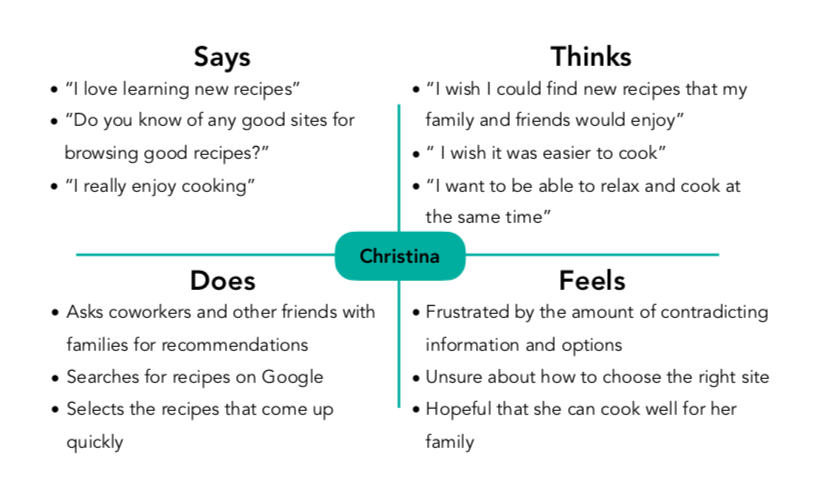 Says
• “I love learning new recipes”
• “Do you know of any good sites for
browsing good recipes?”
• “I really enjoy cooking”
Thinks
• “I wish I could find new recipes that my
family and friends would enjoy”
• “ I wish it was easier to cook”
• “I want to be able to relax and cook at
the same time”
Christina
Does
• Asks coworkers and other friends with
families for recommendations
• Searches for recipes on Google
• Selects the recipes that come up
quickly
Feels
• Frustrated by the amount of contradicting
information and options
• Unsure about how to choose the right site
• Hopeful that she can cook well for her
family